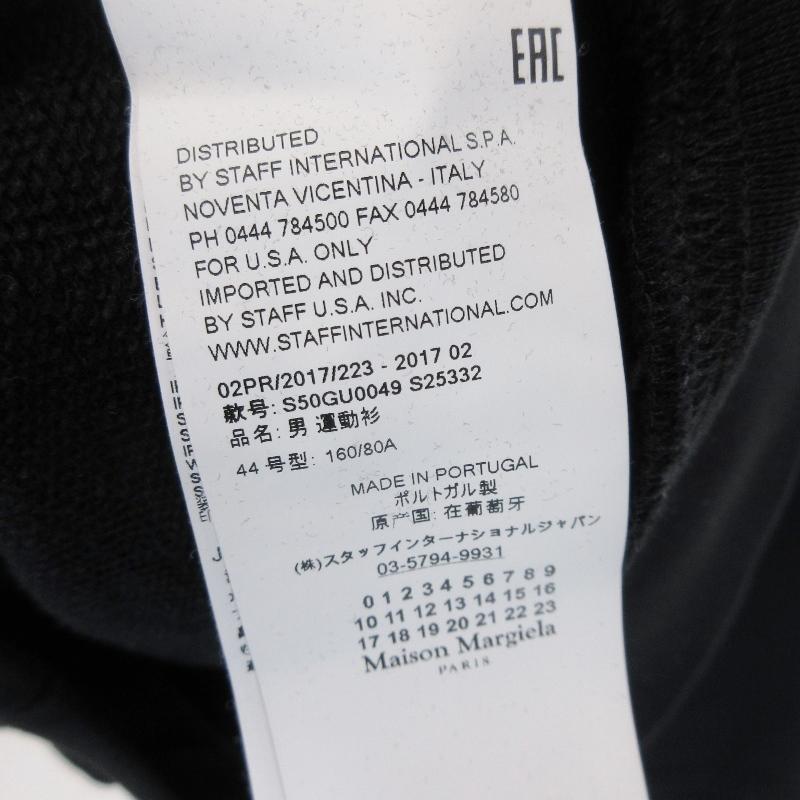 EAC
DISTRIBUTED
BY STAFF INTERNATIONAL S.P.A.
NOVENTA VICENTINA - ITALY
PH 0444 784500 FAX 0444 784580
FOR U.S.A. ONLY
IMPORTED AND DISTRIBUTED
BY STAFF U.S.A. INC.
WWW.STAFFINTERNATIONAL.COM
02PR/2017/223 - 2017 02
款号: S50GU0049 S25332
品名: 男 運動衫
44 号型: 160/80A
MADE IN PORTUGAL
ポルトガル製
原产国: 在葡萄牙
(株)スタッフインターナショナルジャパン
03-5794-9931
0 1 2 3 4 5 6 7 8 9
10 11 12 13 14 15 16
17 18 19 20 21 22 23
Maison Margiela
PARIS